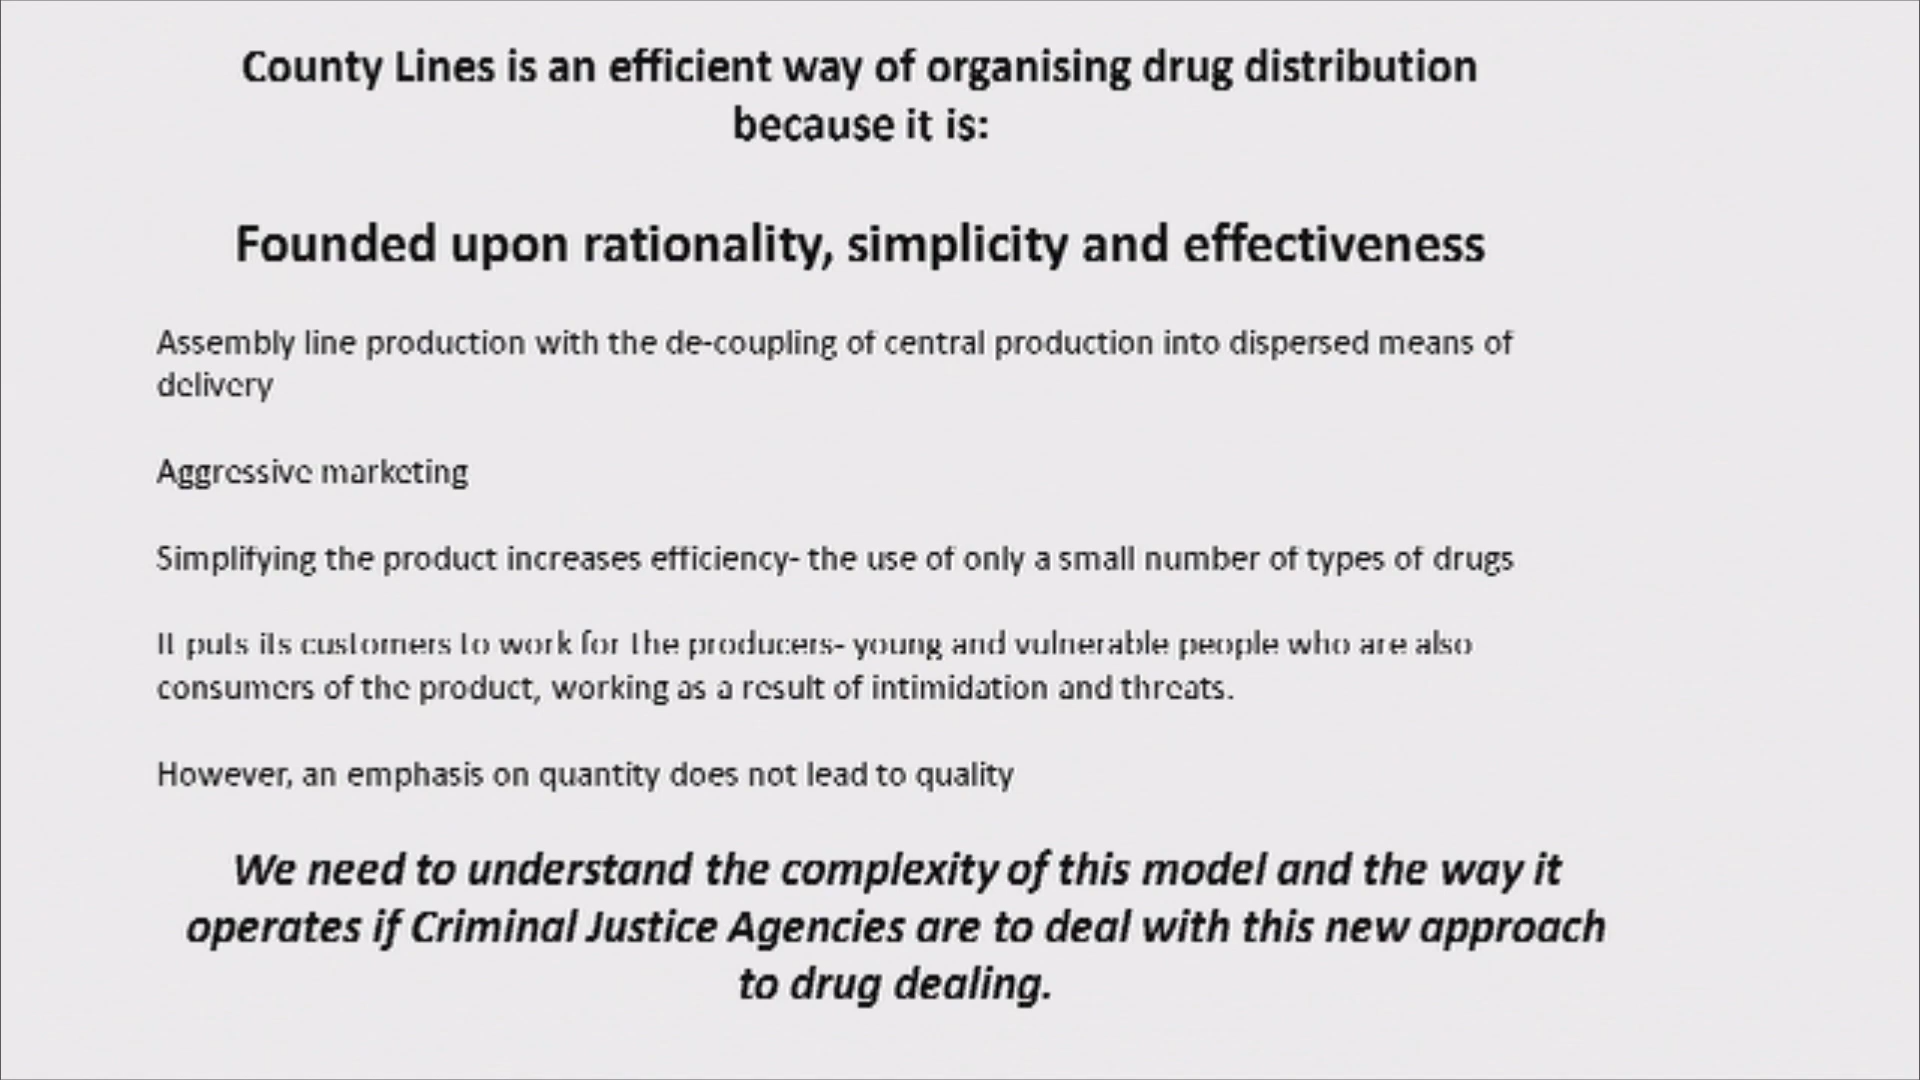 County Lines is an efficient way of organising drug distribution
because it is:
Founded upon rationality, simplicity and effectiveness
Assembly line production with the de-coupling of central production into dispersed means of
delivery
Aggressive marketing
Simplifying the product increases efficiency- the use of only a small number of types of drugs
It puts its customers to work for the producers- young and vulnerable people who are also
consumers of the product, working as a result of intimidation and threats.
However, an emphasis on quantity does not lead to quality
We need to understand the complexity of this model and the way it
operates if Criminal Justice Agencies are to deal with this new approach
to drug dealing.